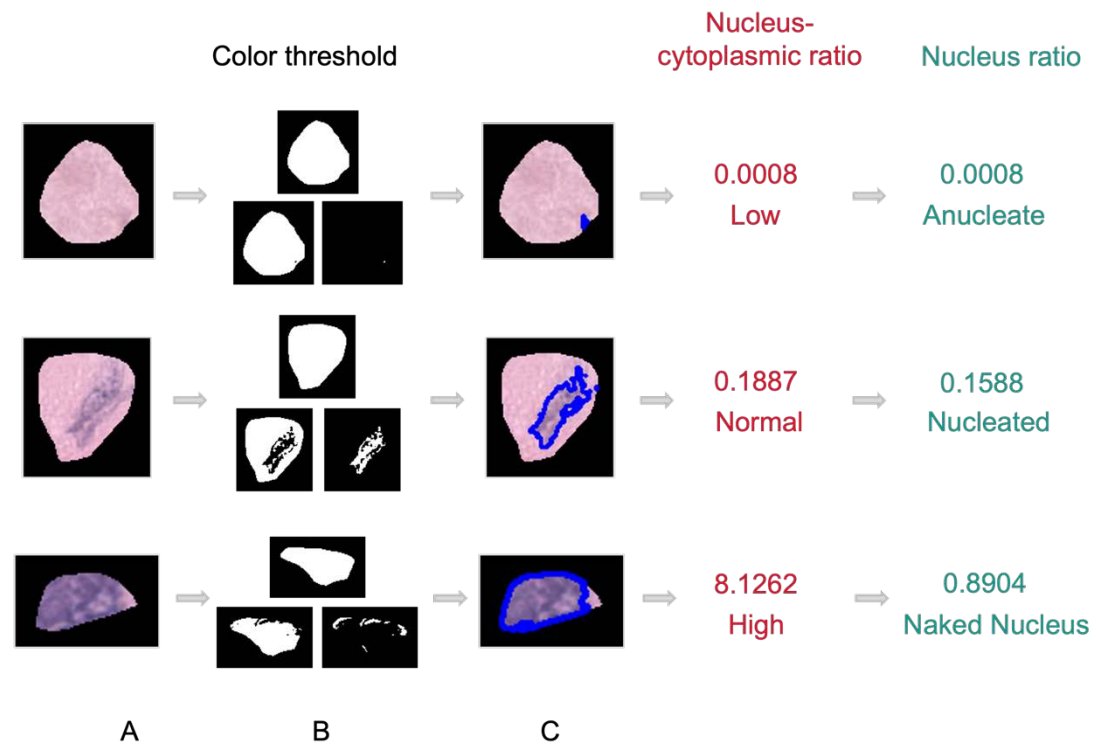 Color threshold
Nucleus-
cytoplasmic ratio
Nucleus ratio
0.0008
Low
0.0008
Anucleate
0.1887
Normal
0.1588
Nucleated
8.1262
High
0.8904
Naked Nucleus
A
B
C